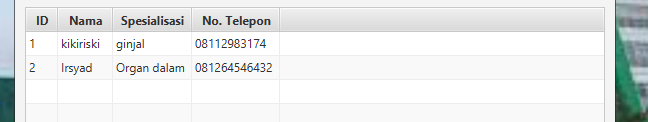 ID Nama Spesialisasi No. Telepon
1 kikiriski ginjal 08112983174
2 Irsyad Organ dalam 081264546432